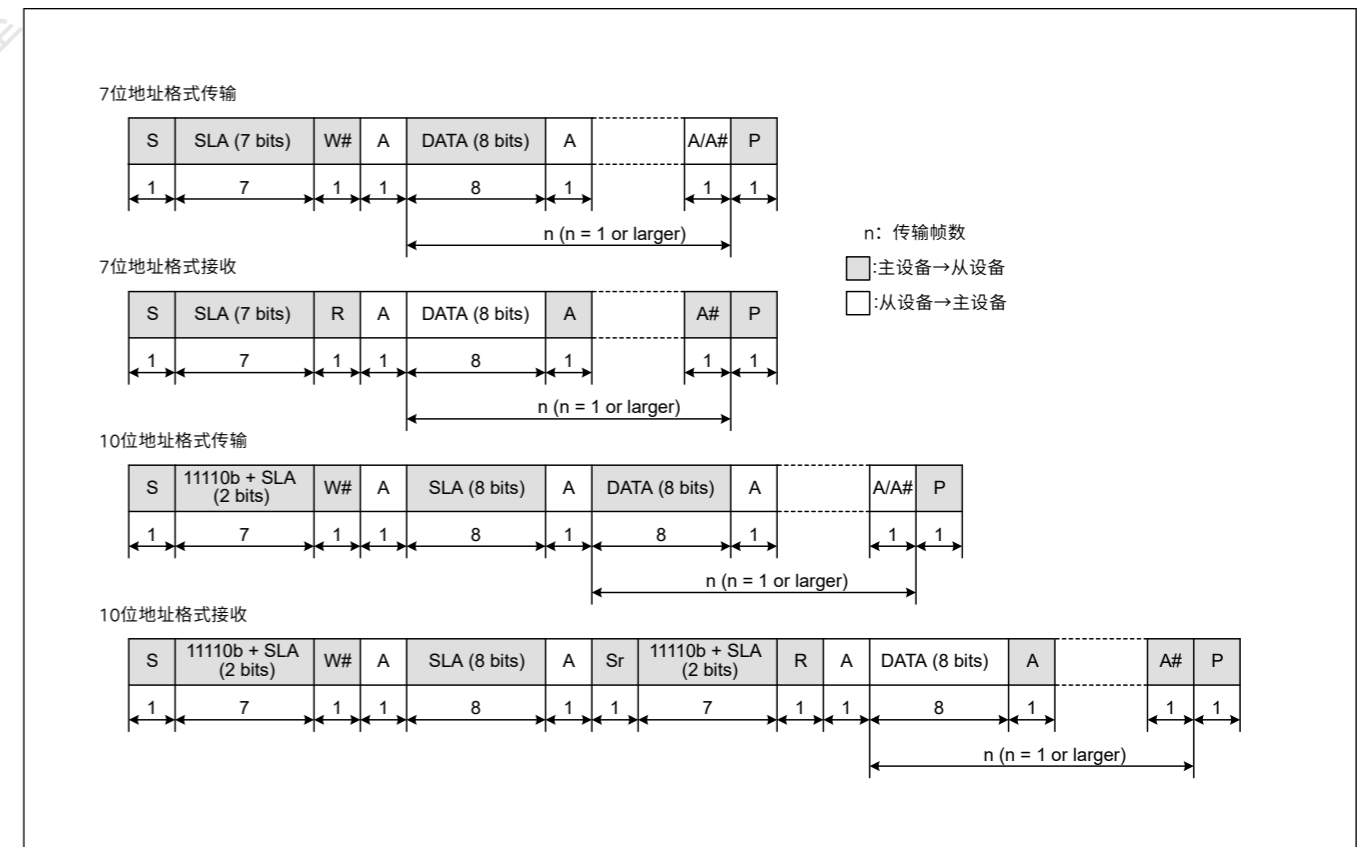 7位地址格式传输
S SLA (7 bits) W# A DATA (8 bits) A A/A# P
1 7 1 1 8 1 1 1
n (n = 1 or larger)
n：传输帧数
:主设备→从设备
:从设备→主设备
7位地址格式接收
S SLA (7 bits) R A DATA (8 bits) A A# P
1 7 1 1 8 1 1 1
n (n = 1 or larger)
10位地址格式传输
S 11110b + SLA (2 bits) W# A SLA (8 bits) A DATA (8 bits) A A/A# P
1 7 1 1 8 1 8 1 1 1
n (n = 1 or larger)
10位地址格式接收
S 11110b + SLA (2 bits) W# A SLA (8 bits) A Sr 11110b + SLA (2 bits) R A DATA (8 bits) A A# P
1 7 1 1 8 1 1 7 1 1 8 1 1 1
n (n = 1 or larger)